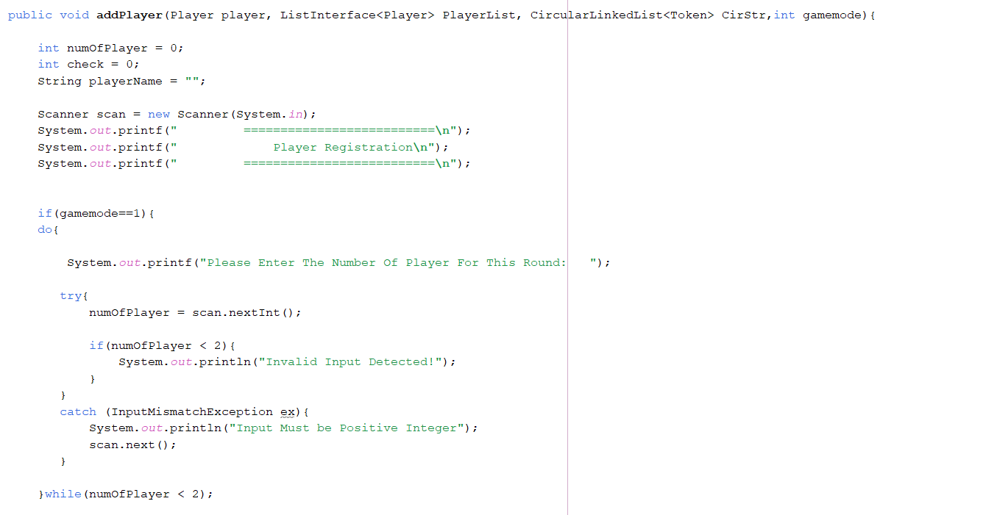 public void addPlayer(Player player, ListInterface<Player> PlayerList, CircularLinkedList<Token> CirStr,int gamemode){
int numOfPlayer = 0;
int check = 0;
String playerName = "";
Scanner scan = new Scanner(System.in);
System.out.printf("         ==========================\n");
System.out.printf("             Player Registration\n");
System.out.printf("         ==========================\n");
if(gamemode==1){
do{
System.out.printf("Please Enter The Number Of Player For This Round:   ");
try{
numOfPlayer = scan.nextInt();
if(numOfPlayer < 2){
System.out.println("Invalid Input Detected!");
}
}
catch (InputMismatchException ex){
System.out.println("Input Must be Positive Integer");
scan.next();
}
}while(numOfPlayer < 2);